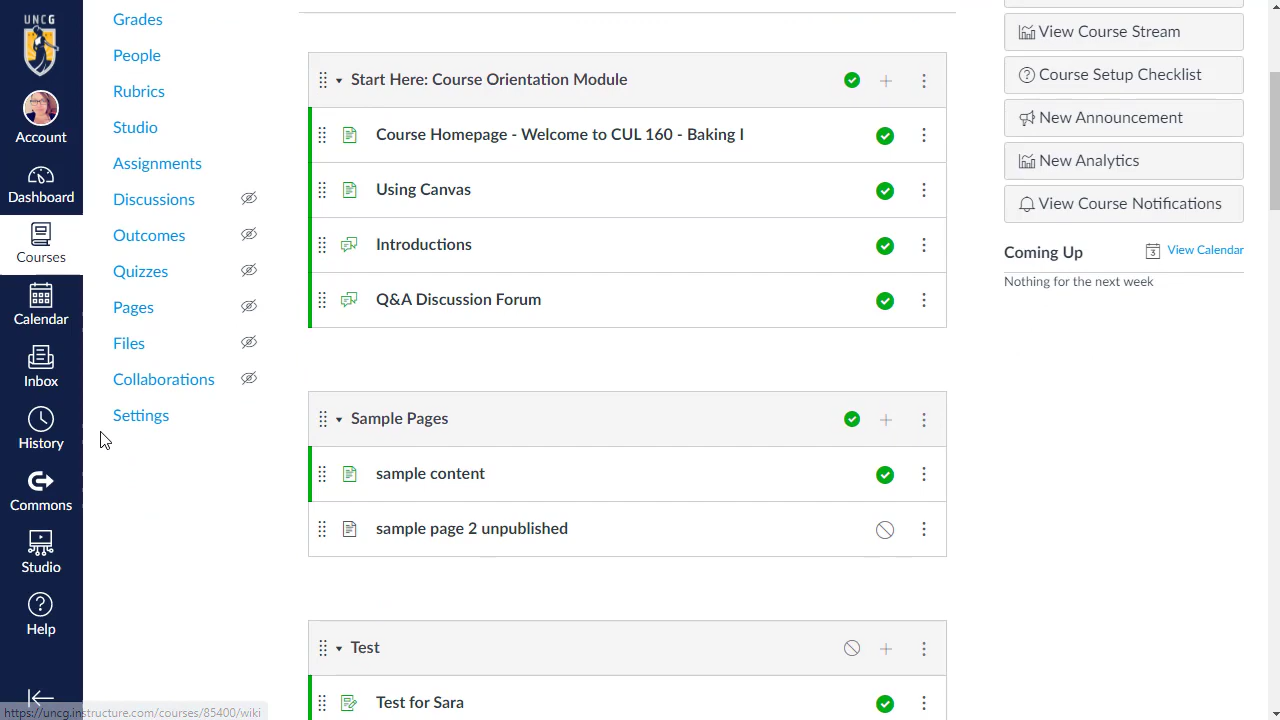 UNCG
Account
Dashboard
Courses
Calendar
Inbox
History
Commons
Studio
Help
Grades
People
Rubrics
Studio
Assignments
Discussions
Outcomes
Quizzes
Pages
Files
Collaborations
Settings
Start Here: Course Orientation Module
Course Homepage - Welcome to CUL 160 - Baking I
Using Canvas
Introductions
Q&A Discussion Forum
Sample Pages
sample content
sample page 2 unpublished
Test
Test for Sara
View Course Stream
Course Setup Checklist
New Announcement
New Analytics
View Course Notifications
Coming Up
3 View Calendar
Nothing for the next week
https://uncg.instructure.com/courses/85400/wiki